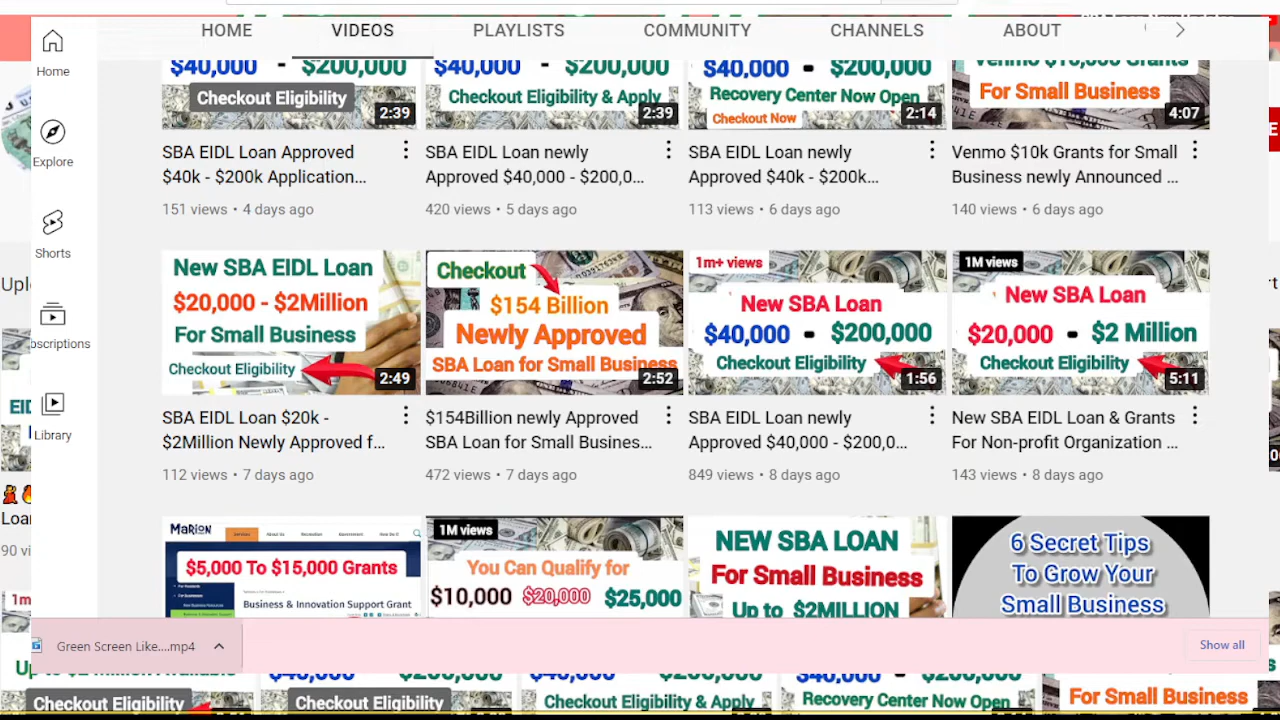 HOME VIDEOS PLAYLISTS COMMUNITY CHANNELS ABOUT
Home
Explore
Shorts
bscriptions
Library
$40,000 - $200,000
Checkout Eligibility
2:39
SBA EIDL Loan Approved
$40k - $200k Application...
151 views • 4 days ago
$40,000 - $200,000
Checkout Eligibility & Apply
2:39
SBA EIDL Loan newly
Approved $40,000 - $200,0...
420 views • 5 days ago
$40,000 - $200,000
Recovery Center Now Open
Checkout Now
2:14
SBA EIDL Loan newly
Approved $40k - $200k...
113 views • 6 days ago
Venmo $10,000 Grants
For Small Business
4:07
Venmo $10k Grants for Small
Business newly Announced ...
140 views • 6 days ago
New SBA EIDL Loan
$20,000 - $2Million
For Small Business
Checkout Eligibility
2:49
SBA EIDL Loan $20k -
$2Million Newly Approved f...
112 views • 7 days ago
Checkout
$154 Billion
Newly Approved
SBA Loan for Small Business
2:52
$154Billion newly Approved
SBA Loan for Small Busines...
472 views • 7 days ago
1m+ views
New SBA Loan
$40,000 - $200,000
Checkout Eligibility
1:56
SBA EIDL Loan newly
Approved $40,000 - $200,0...
849 views • 8 days ago
1M views
New SBA Loan
$20,000 - $2 Million
Checkout Eligibility
5:11
New SBA EIDL Loan & Grants
For Non-profit Organization ...
143 views • 8 days ago
MARION
$5,000 To $15,000 Grants
Business & Innovation Support Grant
1M views
You Can Qualify for
$10,000 $20,000 $25,000
NEW SBA LOAN
For Small Business
Up to $2MILLION
6 Secret Tips
To Grow Your
Small Business
Uplo
EID
Loan
90 vi
1m
Green Screen Like....mp4
Show all
Checkout Eligibility
Checkout Eligibility
Checkout Eligibility & Apply
Recovery Center Now Open
For Small Business